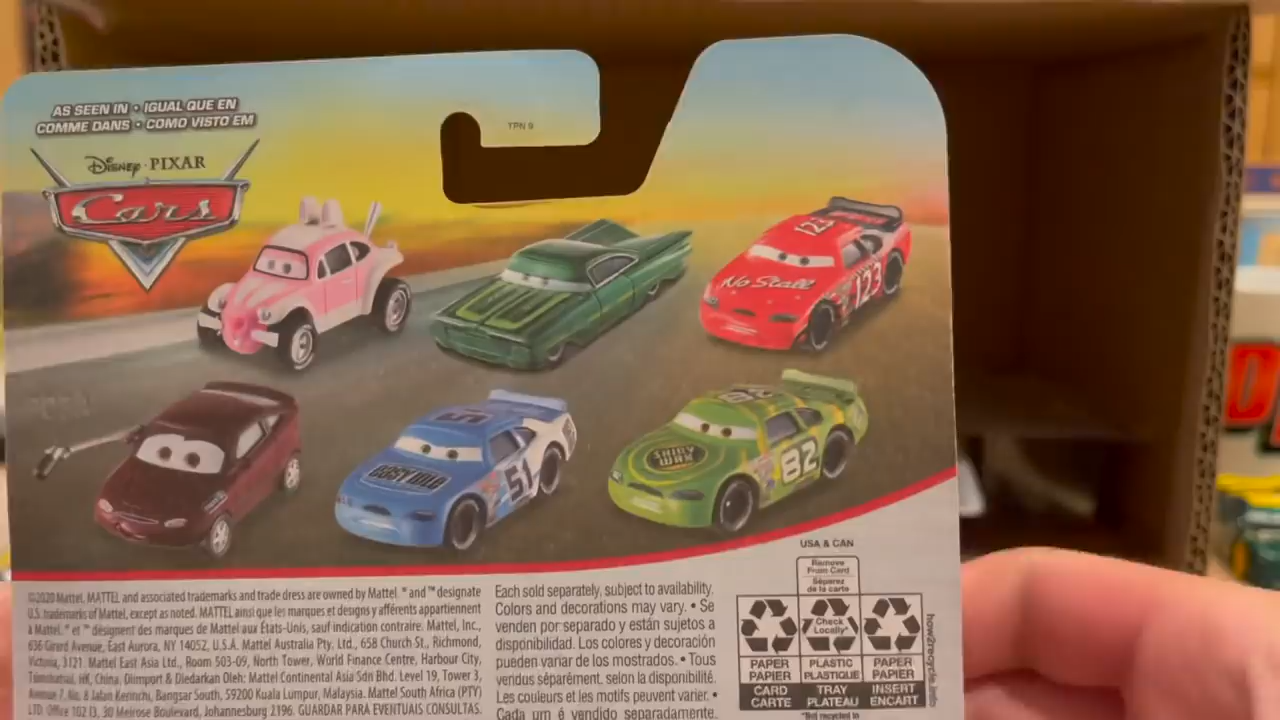 AS SEEN IN • IGUAL QUE EN
COMME DANS • COMO VISTO EM
Disney • PIXAR
Cars
TPN 9
123
No Stall
123
51
EASY IDLE
51
82
SHINY
WAX
82
©2020 Mattel. MATTEL and associated trademarks and trade dress are owned by Mattel. ® and ™ designate
U.S. trademarks of Mattel, except as noted. MATTEL ainsi que les marques et designs y afférents appartiennent
à Mattel. ® et ™ désignent des marques de Mattel aux États-Unis, sauf indication contraire. Mattel, Inc.,
636 Girard Avenue, East Aurora, NY 14052, U.S.A. Mattel Australia Pty. Ltd., 658 Church St., Richmond,
Victoria, 3121. Mattel East Asia Ltd., Room 503-09, North Tower, World Finance Centre, Harbour City,
Tsimshatsui, HK, China. Diimport & Diedarkan Oleh: Mattel Continental Asia Sdn Bhd. Level 19, Tower 3,
Avenue 7, No. 8 Jalan Kerinchi, Bangsar South, 59200 Kuala Lumpur, Malaysia. Mattel South Africa (PTY)
LTD, Office 102 I3, 30 Melrose Boulevard, Johannesburg 2196. GUARDAR PARA EVENTUAIS CONSULTAS.
Each sold separately, subject to availability.
Colors and decorations may vary. • Se
venden por separado y están sujetos a
disponibilidad. Los colores y decoración
pueden variar de los mostrados. • Tous
vendus séparément, selon la disponibilité.
Les couleurs et les motifs peuvent varier. •
Cada um é vendido separadamente,
USA & CAN
Remove
From Card
Séparez
de la carte
Check
Locally*
PAPER
PAPIER
PLASTIC
PLASTIQUE
PAPER
PAPIER
CARD
CARTE
TRAY
PLATEAU
INSERT
ENCART
*Not recycled in
how2recycle.info